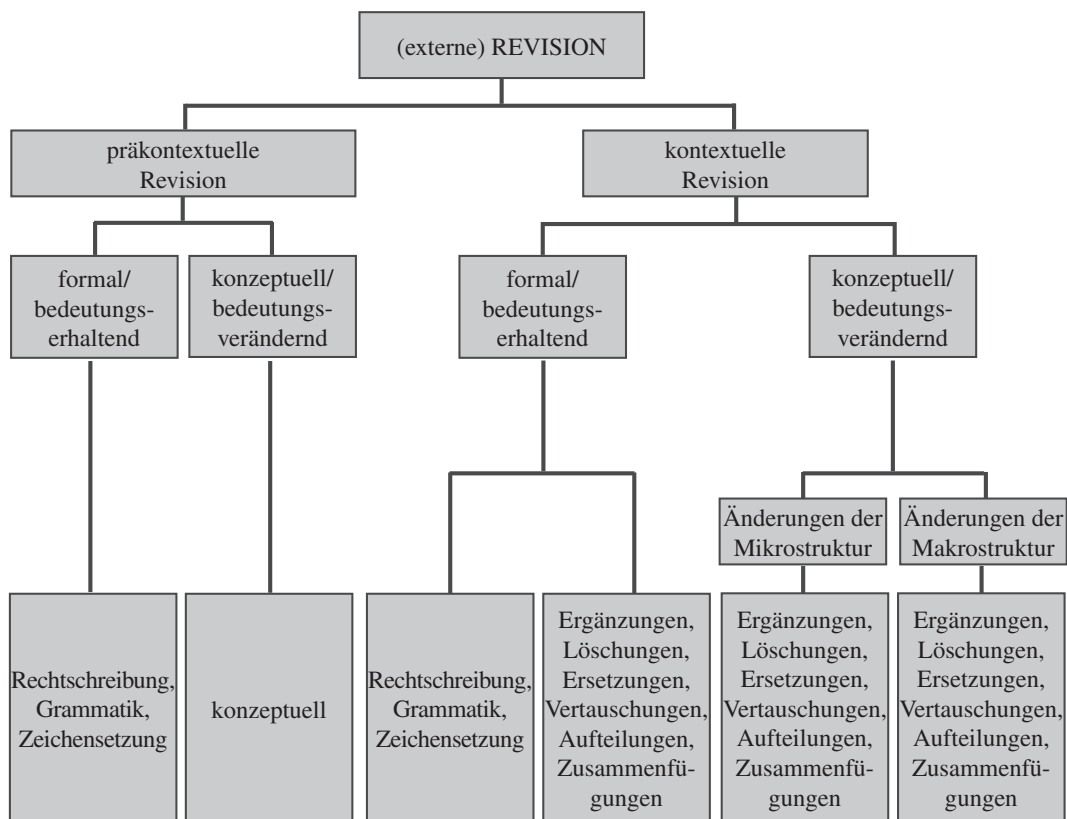 (externe) REVISION
präkontextuelle
Revision
kontextuelle
Revision
formal/
bedeutungs-
erhaltend
konzeptuell/
bedeutungs-
verändernd
formal/
bedeutungs-
erhaltend
konzeptuell/
bedeutungs-
verändernd
Änderungen der
Mikrostruktur
Änderungen der
Makrostruktur
Rechtschreibung,
Grammatik,
Zeichensetzung
konzeptuell
Rechtschreibung,
Grammatik,
Zeichensetzung
Ergänzungen,
Löschungen,
Ersetzungen,
Vertauschungen,
Aufteilungen,
Zusammenfü-
gungen
Ergänzungen,
Löschungen,
Ersetzungen,
Vertauschungen,
Aufteilungen,
Zusammenfü-
gungen
Ergänzungen,
Löschungen,
Ersetzungen,
Vertauschungen,
Aufteilungen,
Zusammenfü-
gungen